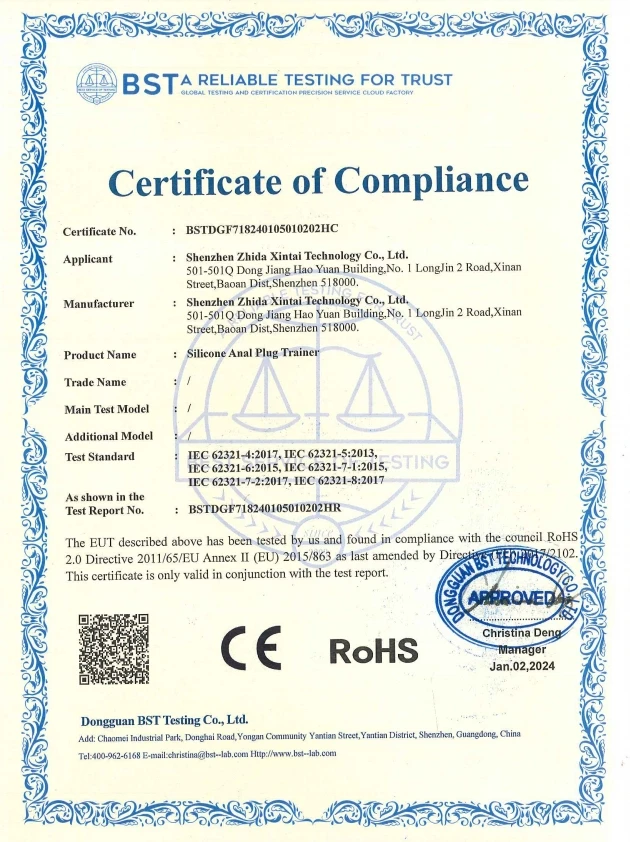 BST A RELIABLE TESTING FOR TRUST
GLOBAL TESTING AND CERTIFICATION PRECISION SERVICE CLOUD FACTORY
Certificate of Compliance
Certificate No. : BSTDGF718240105010202HC
Applicant : Shenzhen Zhida Xintai Technology Co., Ltd.
501-501Q Dong Jiang Hao Yuan Building,No. 1 LongJin 2 Road,Xinan
Street,Baoan Dist,Shenzhen 518000.
Manufacturer : Shenzhen Zhida Xintai Technology Co., Ltd.
501-501Q Dong Jiang Hao Yuan Building,No. 1 LongJin 2 Road,Xinan
Street,Baoan Dist,Shenzhen 518000.
Product Name : Silicone Anal Plug Trainer
Trade Name : /
Main Test Model : /
Additional Model : /
Test Standard : IEC 62321-4:2017, IEC 62321-5:2013,
IEC 62321-6:2015, IEC 62321-7-1:2015,
IEC 62321-7-2:2017, IEC 62321-8:2017
As shown in the
Test Report No. : BSTDGF718240105010202HR
The EUT described above has been tested by us and found in compliance with the council RoHS
2.0 Directive 2011/65/EU Annex II (EU) 2015/863 as last amended by Directive /2102.
This certificate is only valid in conjunction with the test report.
DONGGUAN BST TECHNOLOGY CO., LTD
APPROVED
CE RoHS
Christina Deng
Manager
Jan.02,2024
Dongguan BST Testing Co., Ltd.
Add: Chaomei Industrial Park, Donghai Road,Yongan Community Yantian Street,Yantian District, Shenzhen, Guangdong, China
Tel:400-962-6168 E-mail:christina@bst--lab.com Http://www.bst--lab.com